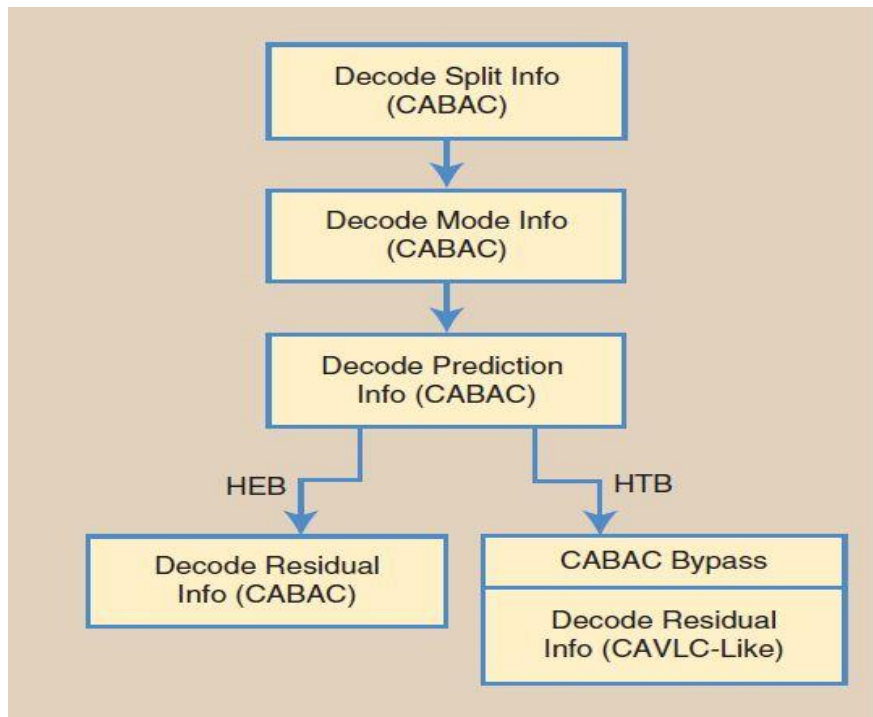 Decode Split Info
(CABAC)
Decode Mode Info
(CABAC)
Decode Prediction
Info (CABAC)
HEB
HTB
Decode Residual
Info (CABAC)
CABAC Bypass
Decode Residual
Info (CAVLC-Like)